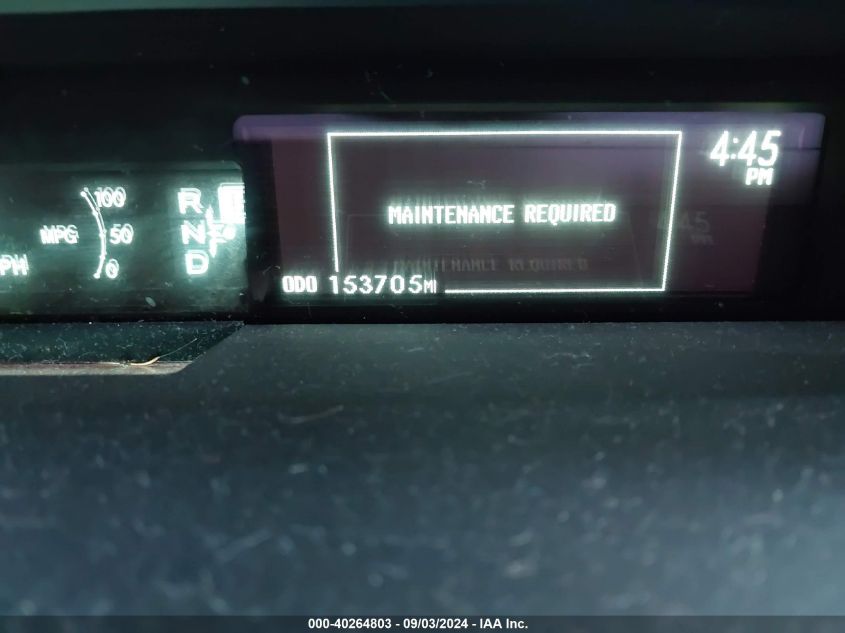 4:45
PM
MAINTENANCE REQUIRED
ODO 153705MI
100
MPG 50
0
R
N
D
000-40264803 - 09/03/2024 - IAA Inc.